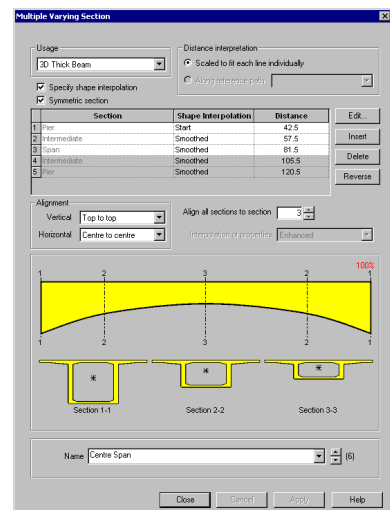 Multiple Varying Section
Usage
3D Thick Beam
Distance interpretation
Scaled to fit each line individually
Along reference path
Specify shape interpolation
Symmetric section
Section Shape Interpolation Distance
1 Pier Start 42.5
2 Intermediate Smoothed 57.5
3 Span Smoothed 81.5
4 Intermediate Smoothed 105.5
5 Pier Smoothed 120.5
Edit...
Insert
Delete
Reverse
Alignment
Vertical Top to top
Horizontal Centre to centre
Align all sections to section 3
Interpolation of properties Enhanced
100%
1 2 3 2 1
1 2 3 2 1
Section 1-1 Section 2-2 Section 3-3
Name Centre Span (6)
Close Cancel Apply Help